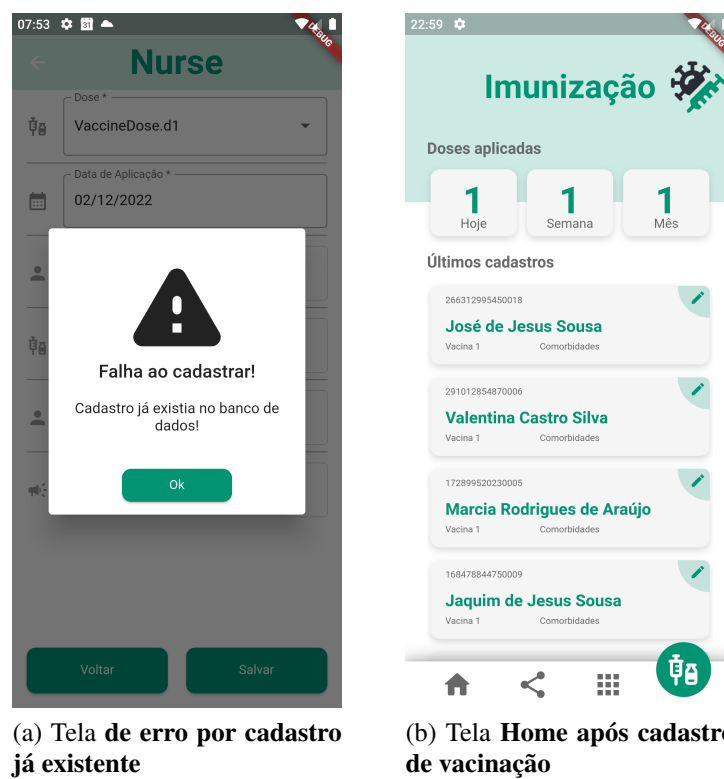 07:53
31
DEBUG
Nurse
Dose *
VaccineDose.d1
Data de Aplicação *
02/12/2022
Falha ao cadastrar!
Cadastro já existia no banco de
dados!
Ok
Voltar
Salvar
(a) Tela de erro por cadastro
já existente
22:59
DEBUG
Imunização
Doses aplicadas
1
Hoje
1
Semana
1
Mês
Últimos cadastros
266312995450018
José de Jesus Sousa
Vacina 1 Comorbidades
291012854870006
Valentina Castro Silva
Vacina 1 Comorbidades
172899520230005
Marcia Rodrigues de Araújo
Vacina 1 Comorbidades
168478844750009
Jaquim de Jesus Sousa
Vacina 1 Comorbidades
(b) Tela Home após cadastro
de vacinação